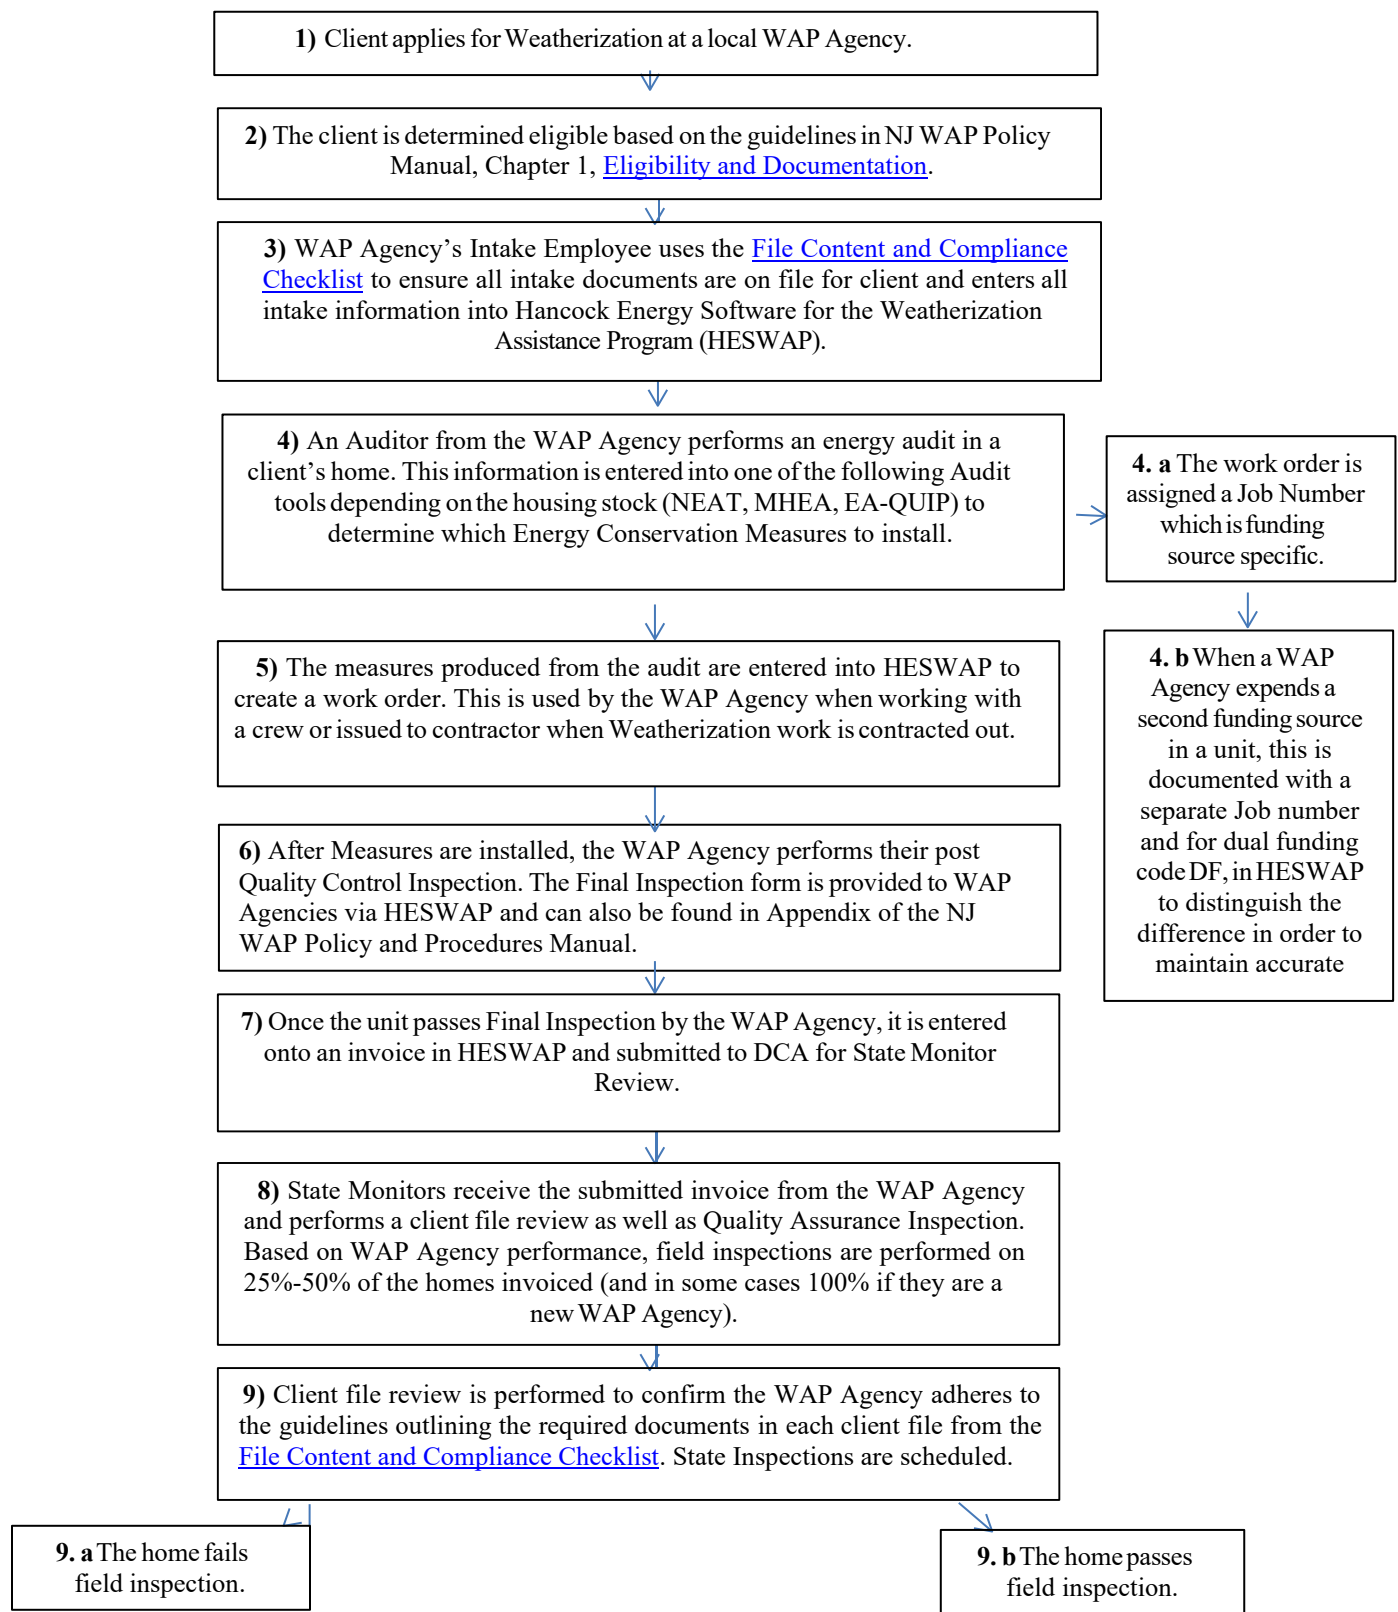 1) Client applies for Weatherization at a local WAP Agency.
2) The client is determined eligible based on the guidelines in NJ WAP Policy
Manual, Chapter 1, Eligibility and Documentation.
3) WAP Agency’s Intake Employee uses the File Content and Compliance
Checklist to ensure all intake documents are on file for client and enters all
intake information into Hancock Energy Software for the Weatherization
Assistance Program (HESWAP).
4) An Auditor from the WAP Agency performs an energy audit in a
client’s home. This information is entered into one of the following Audit
tools depending on the housing stock (NEAT, MHEA, EA-QUIP) to
determine which Energy Conservation Measures to install.
4. a The work order is
assigned a Job Number
which is funding
source specific.
4. b When a WAP
Agency expends a
second funding source
in a unit, this is
documented with a
separate Job number
and for dual funding
code DF, in HESWAP
to distinguish the
difference in order to
maintain accurate
5) The measures produced from the audit are entered into HESWAP to
create a work order. This is used by the WAP Agency when working with
a crew or issued to contractor when Weatherization work is contracted out.
6) After Measures are installed, the WAP Agency performs their post
Quality Control Inspection. The Final Inspection form is provided to WAP
Agencies via HESWAP and can also be found in Appendix of the NJ
WAP Policy and Procedures Manual.
7) Once the unit passes Final Inspection by the WAP Agency, it is entered
onto an invoice in HESWAP and submitted to DCA for State Monitor
Review.
8) State Monitors receive the submitted invoice from the WAP Agency
and performs a client file review as well as Quality Assurance Inspection.
Based on WAP Agency performance, field inspections are performed on
25%-50% of the homes invoiced (and in some cases 100% if they are a
new WAP Agency).
9) Client file review is performed to confirm the WAP Agency adheres to
the guidelines outlining the required documents in each client file from the
File Content and Compliance Checklist. State Inspections are scheduled.
9. a The home fails
field inspection.
9. b The home passes
field inspection.